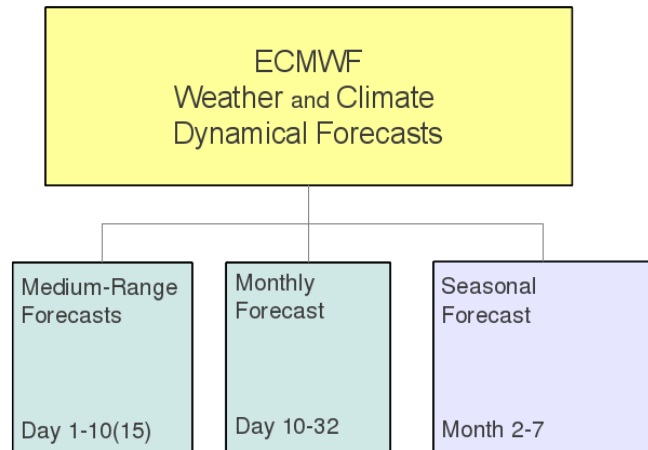 ECMWF
Weather and Climate
Dynamical Forecasts
Medium-Range
Forecasts
Day 1-10(15)
Monthly
Forecast
Day 10-32
Seasonal
Forecast
Month 2-7